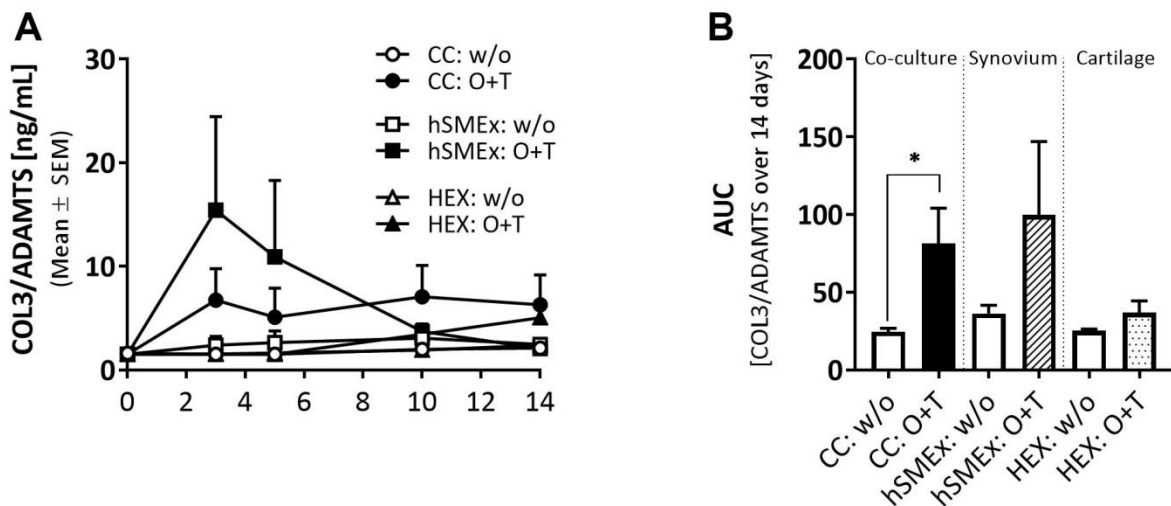 A
COL3/ADAMTS [ng/mL]
(Mean ± SEM)
30
20
10
0
0 2 4 6 8 10 12 14
CC: w/o
CC: O+T
hSMEx: w/o
hSMEx: O+T
HEX: w/o
HEX: O+T
B
AUC
[COL3/ADAMTS over 14 days]
200
150
100
50
0
Co-culture Synovium Cartilage
*
CC: w/o
CC: O+T
hSMEx: w/o
hSMEx: O+T
HEX: w/o
HEX: O+T